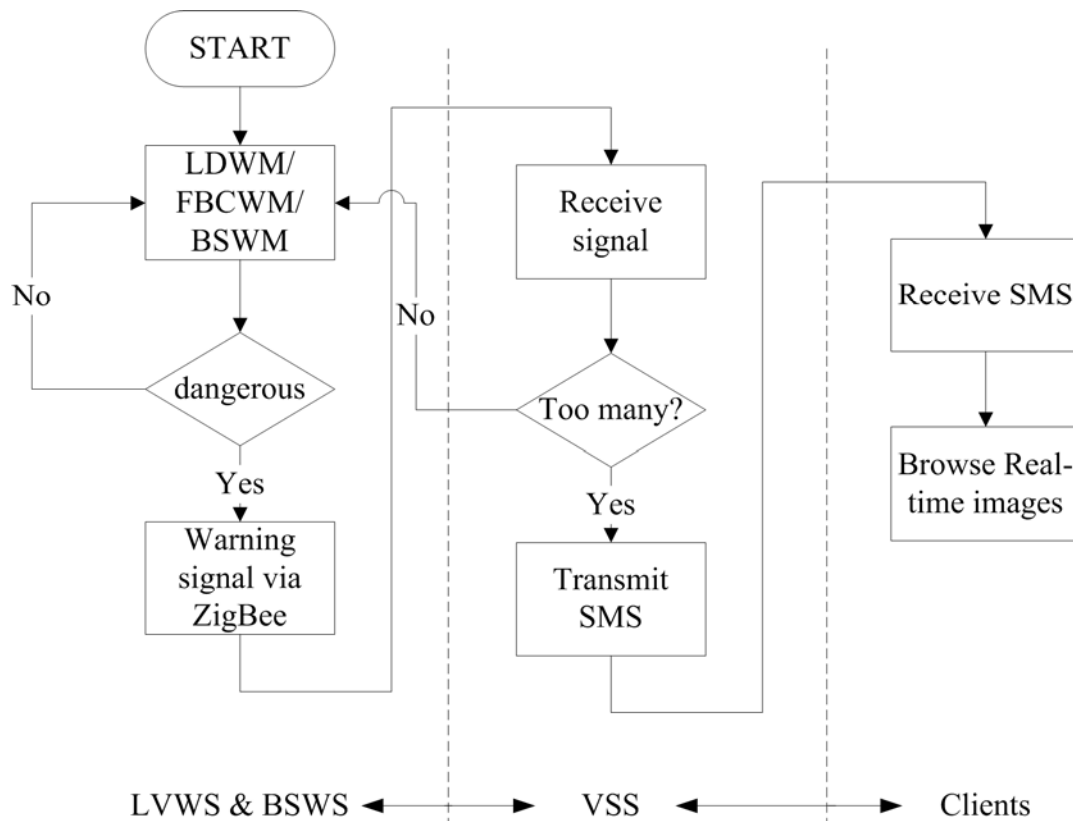 START
LDWM/
FBCWM/
BSWM
No
dangerous
Yes
Warning
signal via
ZigBee
Receive
signal
No
Too many?
Yes
Transmit
SMS
Receive SMS
Browse Real-
time images
LVWS & BSWS
VSS
Clients